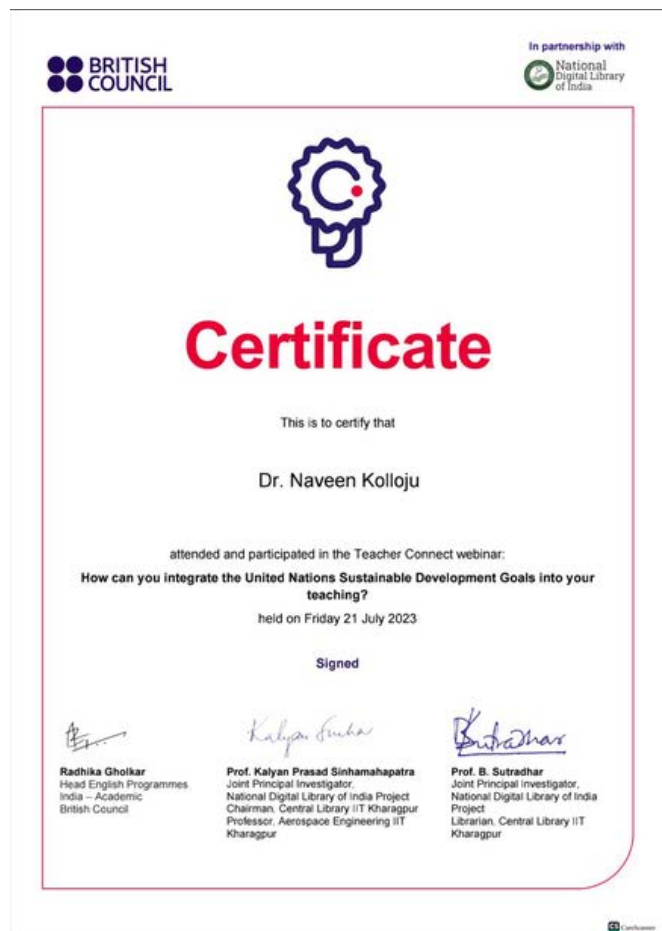 BRITISH
COUNCIL
In partnership with
National
Digital Library
of India
Certificate
This is to certify that
Dr. Naveen Kolloju
attended and participated in the Teacher Connect webinar:
How can you integrate the United Nations Sustainable Development Goals into your
teaching?
held on Friday 21 July 2023
Signed
Kalyan Sinha
BSutradhar
Radhika Gholkar
Head English Programmes
India – Academic
British Council
Prof. Kalyan Prasad Sinhamahapatra
Joint Principal Investigator,
National Digital Library of India Project
Chairman, Central Library IIT Kharagpur
Professor, Aerospace Engineering IIT
Kharagpur
Prof. B. Sutradhar
Joint Principal Investigator,
National Digital Library of India
Project
Librarian, Central Library IIT
Kharagpur
CS CamScanner